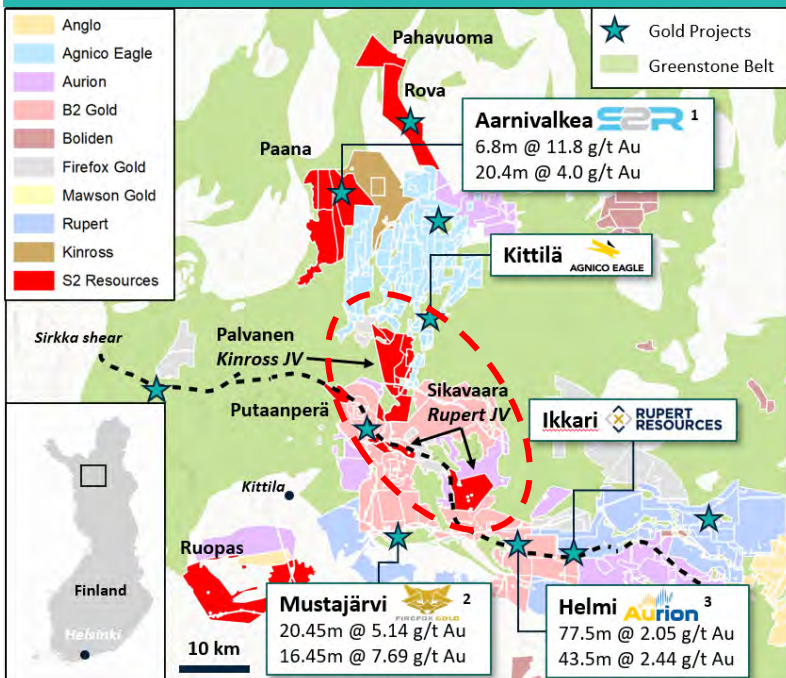 Anglo
Agnico Eagle
Aurion
B2 Gold
Boliden
Firefox Gold
Mawson Gold
Rupert
Kinross
S2 Resources
Gold Projects
Greenstone Belt
Pahavuoma
Rova
Paana
Aarnivalkea S2R 1
6.8m @ 11.8 g/t Au
20.4m @ 4.0 g/t Au
Kittilä AGNICO EAGLE
Sirkka shear
Palvanen
Kinross JV
Putaanperä
Sikavaara
Rupert JV
Ikkari RUPERT
RESOURCES
Kittila
Ruopas
Finland
Helsinki
10 km
Mustajärvi FIREFOX GOLD 2
20.45m @ 5.14 g/t Au
16.45m @ 7.69 g/t Au
Helmi Aurion 3
77.5m @ 2.05 g/t Au
43.5m @ 2.44 g/t Au